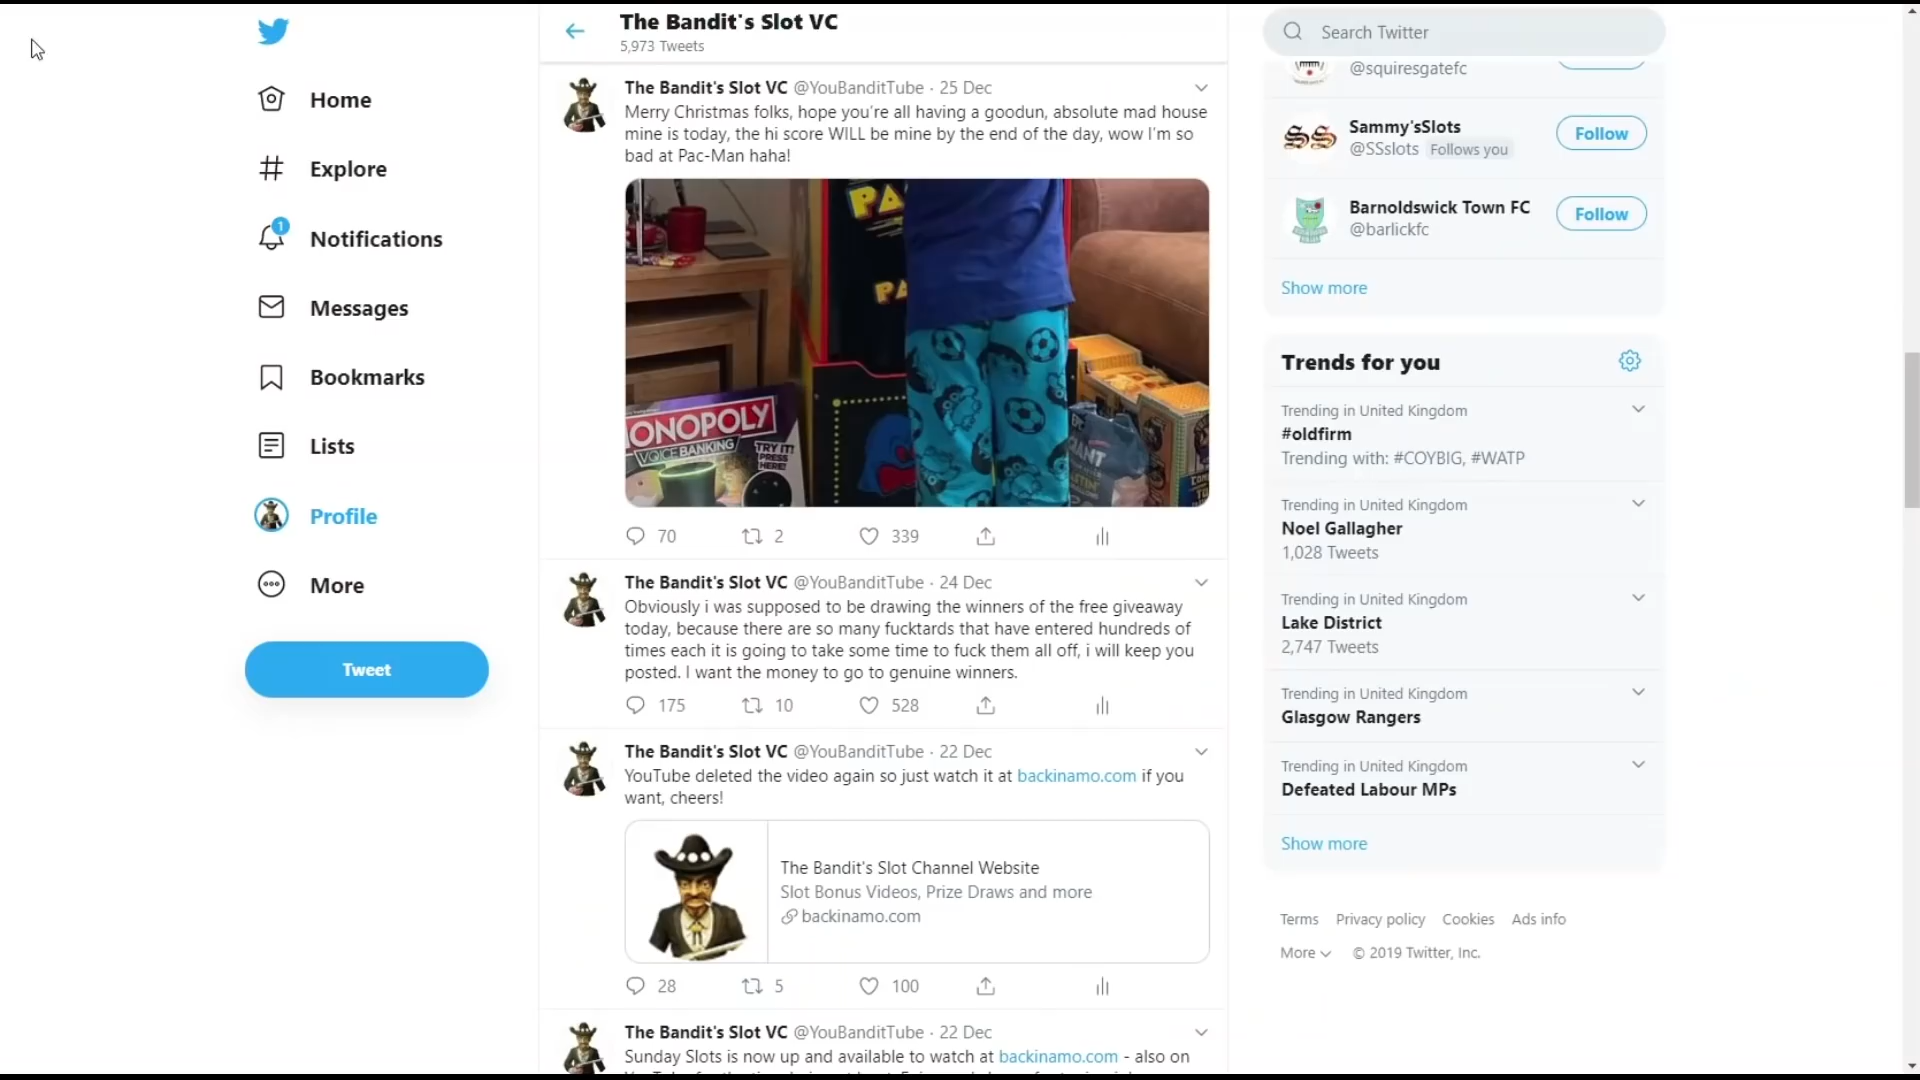 Home
Explore
1
Notifications
Messages
Bookmarks
Lists
Profile
More
Tweet
The Bandit's Slot VC
5,973 Tweets
The Bandit's Slot VC @YouBanditTube · 25 Dec
Merry Christmas folks, hope you're all having a goodun, absolute mad house
mine is today, the hi score WILL be mine by the end of the day, wow I'm so
bad at Pac-Man haha!
PA
PA
MONOPOLY
VOICE BANKING
TRY IT!
PRESS
HERE!
70 2 339
The Bandit's Slot VC @YouBanditTube · 24 Dec
Obviously i was supposed to be drawing the winners of the free giveaway
today, because there are so many fucktards that have entered hundreds of
times each it is going to take some time to fuck them all off, i will keep you
posted. I want the money to go to genuine winners.
175 10 528
The Bandit's Slot VC @YouBanditTube · 22 Dec
YouTube deleted the video again so just watch it at backinamo.com if you
want, cheers!
The Bandit's Slot Channel Website
Slot Bonus Videos, Prize Draws and more
backinamo.com
28 5 100
The Bandit's Slot VC @YouBanditTube · 22 Dec
Sunday Slots is now up and available to watch at backinamo.com - also on
Search Twitter
@squiresgatefc
SS
Sammy'sSlots
@SSslots Follows you
Follow
Barnoldswick Town FC
@barlickfc
Follow
Show more
Trends for you
Trending in United Kingdom
#oldfirm
Trending with: #COYBIG, #WATP
Trending in United Kingdom
Noel Gallagher
1,028 Tweets
Trending in United Kingdom
Lake District
2,747 Tweets
Trending in United Kingdom
Glasgow Rangers
Trending in United Kingdom
Defeated Labour MPs
Show more
Terms Privacy policy Cookies Ads info
More © 2019 Twitter, Inc.